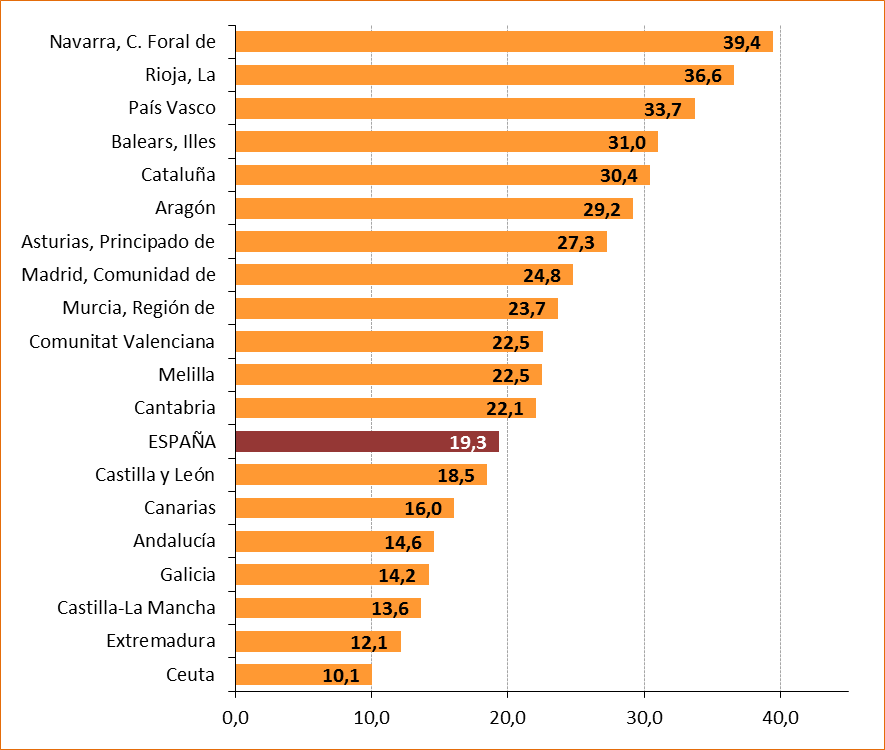 Navarra, C. Foral de 39,4
Rioja, La 36,6
País Vasco 33,7
Balears, Illes 31,0
Cataluña 30,4
Aragón 29,2
Asturias, Principado de 27,3
Madrid, Comunidad de 24,8
Murcia, Región de 23,7
Comunitat Valenciana 22,5
Melilla 22,5
Cantabria 22,1
ESPAÑA 19,3
Castilla y León 18,5
Canarias 16,0
Andalucía 14,6
Galicia 14,2
Castilla-La Mancha 13,6
Extremadura 12,1
Ceuta 10,1
0,0 10,0 20,0 30,0 40,0